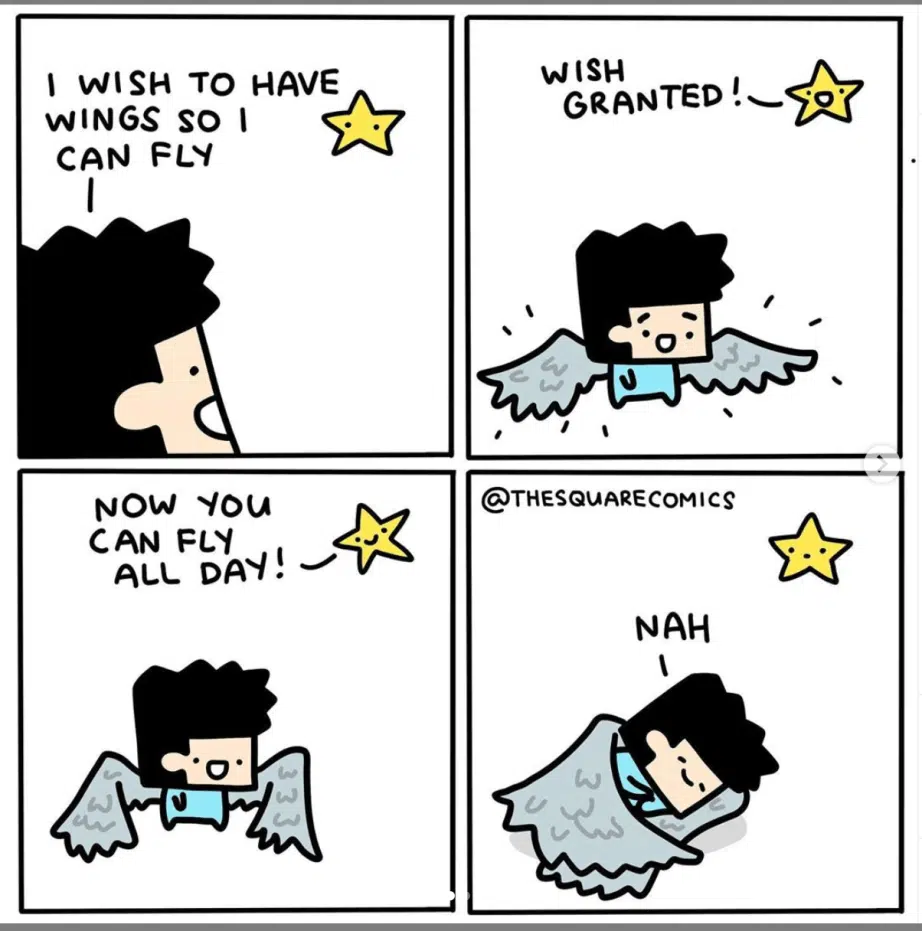 I WISH TO HAVE
WINGS SO I
CAN FLY
WISH
GRANTED!
NOW YOU
CAN FLY
ALL DAY!
@THESQUARECOMICS
NAH